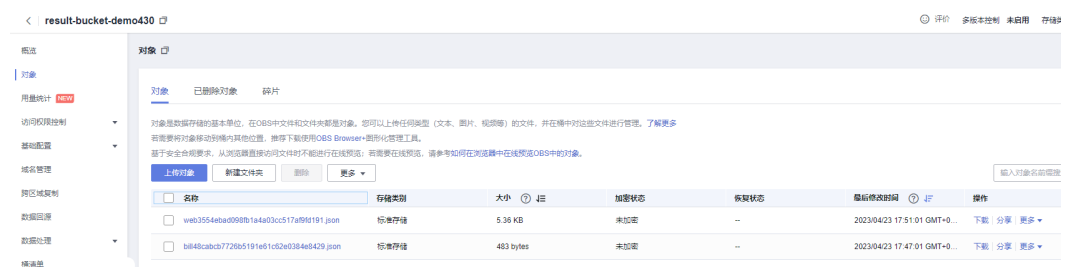 result-bucket-demo430
评价
多版本控制 未启用
概览
对象
用量统计 NEW
访问权限控制
基础配置
域名管理
跨区域复制
数据回源
数据处理
桶清单
对象
对象 已删除对象 碎片
对象是数据存储的基本单位，在OBS中文件和文件夹都是对象。您可以上传任何类型（文本、图片、视频等）的文件，并在桶中对这些文件进行管理。了解更多
若需要将对象移动到桶内其他位置，推荐下载使用OBS Browser+图形化管理工具。
基于安全合规要求，从浏览器直接访问文件时不能进行在线预览；若需要在线预览，请参考如何在浏览器中在线预览OBS中的对象。
上传对象 新建文件夹 删除 更多
输入对象名前缀搜
名称 存储类别 大小 加密状态 恢复状态 最后修改时间 操作
web3554ebad098fb1a4a03cc517af9fd191.json 标准存储 5.36 KB 未加密 -- 2023/04/23 17:51:01 GMT+0... 下载 分享 更多
bill48cabcb7726b5191e61c62e0384e8429.json 标准存储 483 bytes 未加密 -- 2023/04/23 17:47:01 GMT+0... 下载 分享 更多